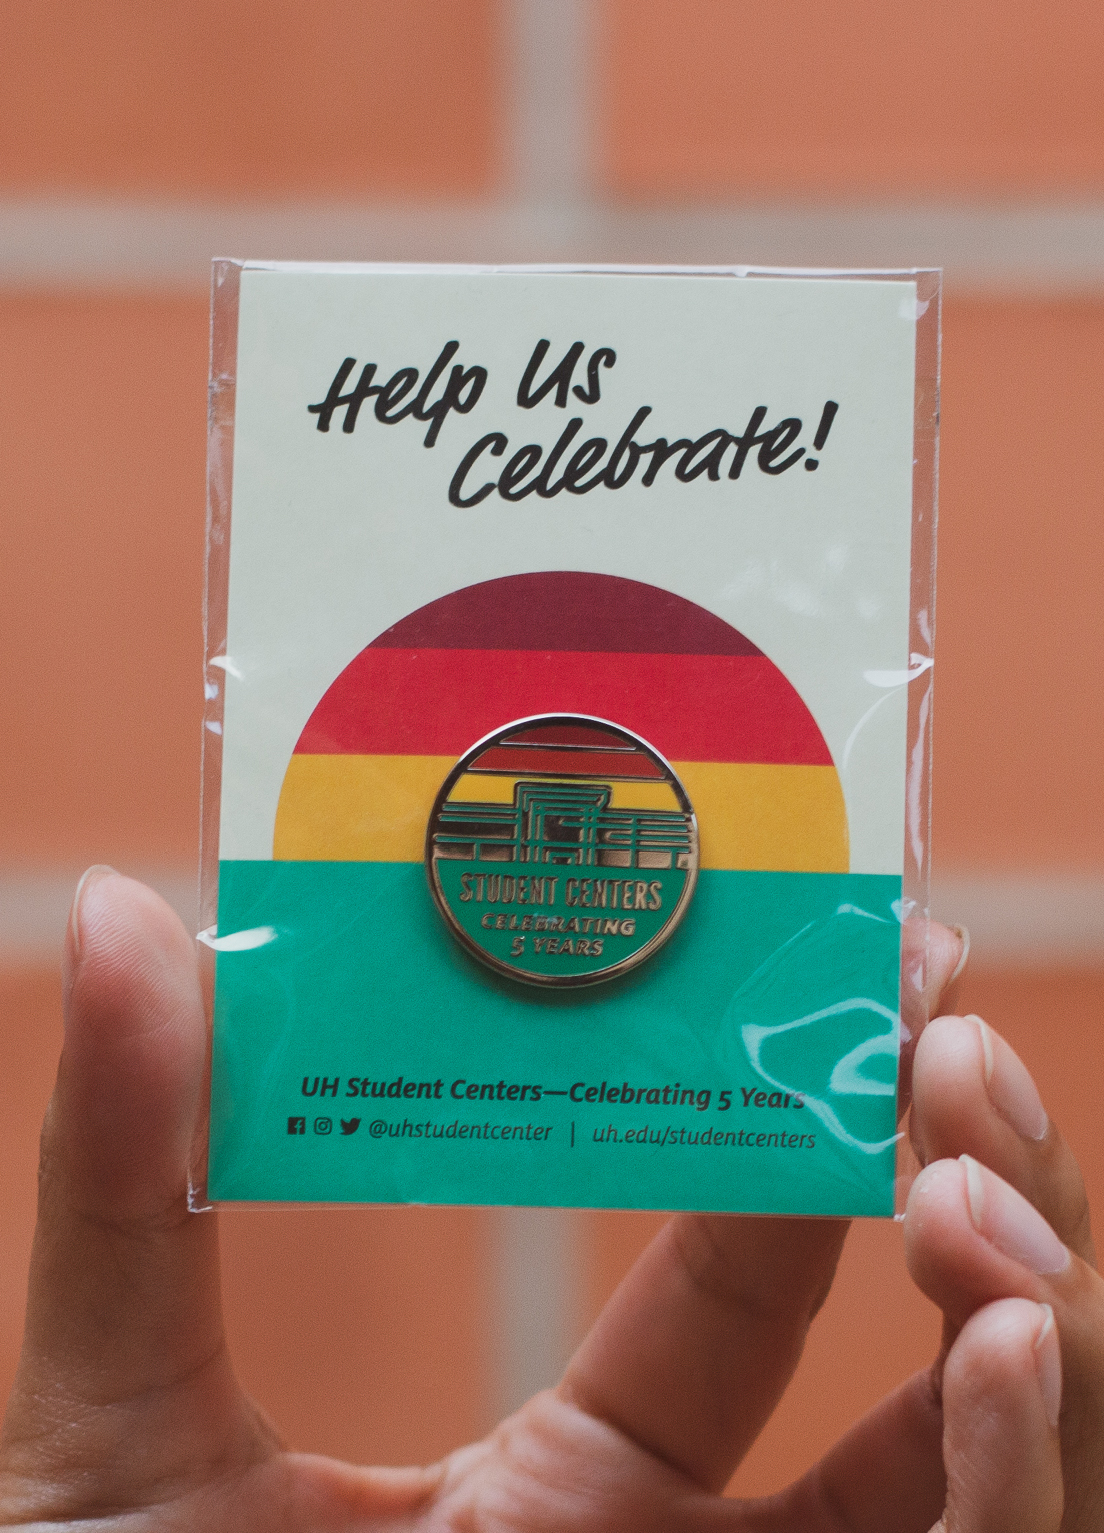 Help Us
Celebrate!
STUDENT CENTERS
CELEBRATING
5 YEARS
UH Student Centers—Celebrating 5 Years
@uhstudentcenter | uh.edu/studentcenters